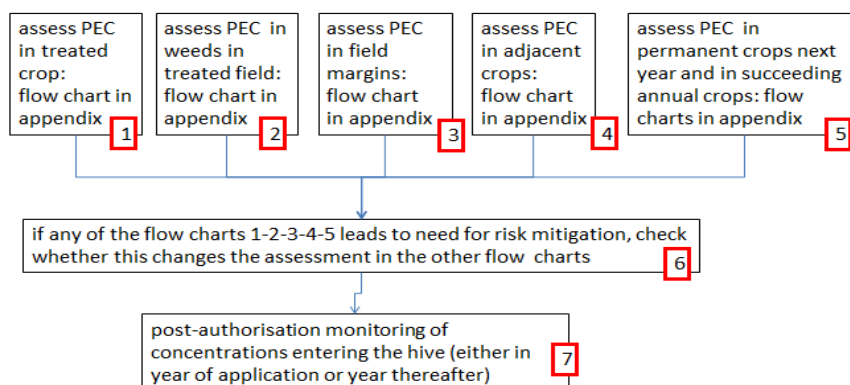 assess PEC
in treated
crop:
flow chart in
appendix
1
assess PEC in
weeds in
treated field:
flow chart in
appendix
2
assess PEC
in field
margins:
flow chart
in appendix
3
assess PEC
in adjacent
crops:
flow chart
in appendix
4
assess PEC in
permanent crops next
year and in succeeding
annual crops: flow
charts in appendix
5
if any of the flow charts 1-2-3-4-5 leads to need for risk mitigation, check
whether this changes the assessment in the other flow charts
6
post-authorisation monitoring of
concentrations entering the hive (either in
year of application or year thereafter)
7